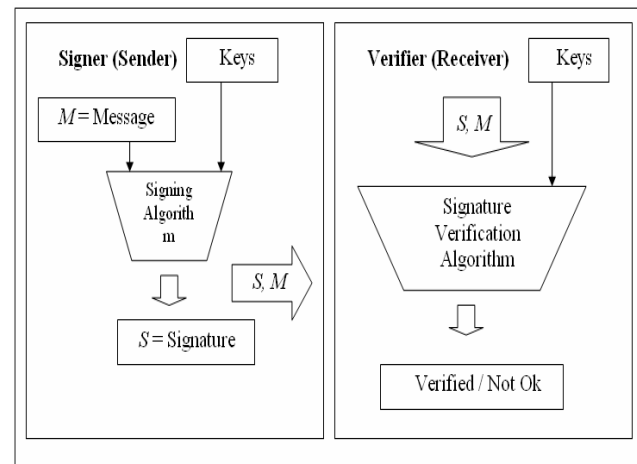 Signer (Sender)
Keys
M = Message
Signing
Algorith
m
S, M
S = Signature
Verifier (Receiver)
Keys
S, M
Signature
Verification
Algorithm
Verified / Not Ok